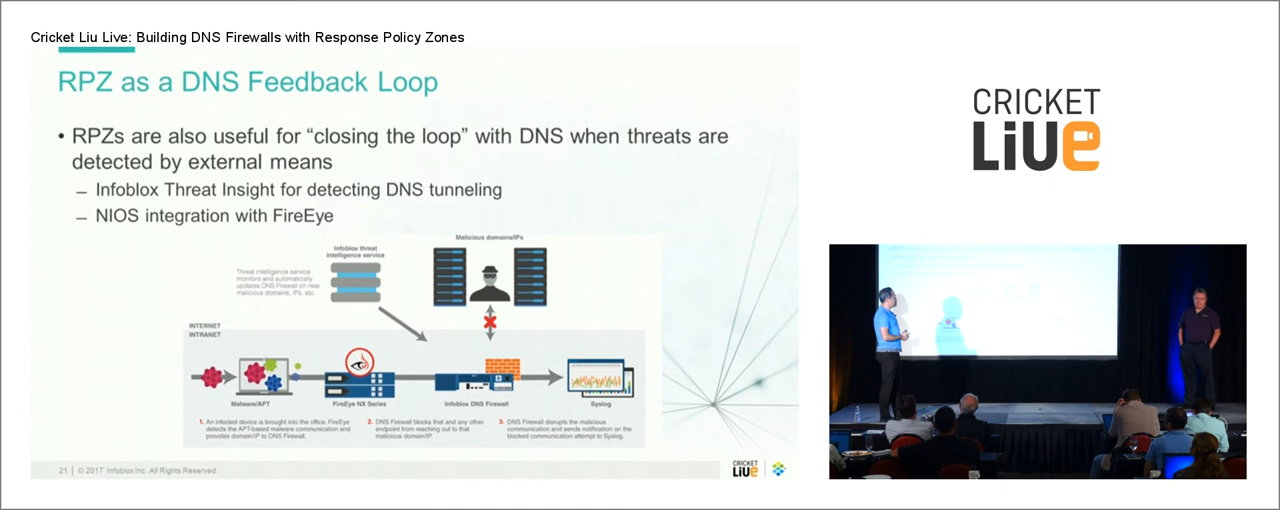 Cricket Liu Live: Building DNS Firewalls with Response Policy Zones
RPZ as a DNS Feedback Loop
• RPZs are also useful for “closing the loop” with DNS when threats are
detected by external means
– Infoblox Threat Insight for detecting DNS tunneling
– NIOS integration with FireEye
Malicious domains/IPs
Infoblox threat
intelligence service
Threat intelligence service
monitors and automatically
updates DNS Firewall on new
malicious domains, IPs, etc.
INTERNET
INTRANET
Malware/APT
FireEye NX Series
Infoblox DNS Firewall
Syslog
1. An infected device is brought into the office. FireEye
detects the APT-based malware communication and
provides domain/IP to DNS Firewall.
2. DNS Firewall blocks that and any other
endpoint from reaching out to that
malicious domain/IP.
3. DNS Firewall disrupts the malicious
communication and sends notification on the
blocked communication attempt to Syslog.
21 | © 2017 Infoblox Inc. All Rights Reserved.
CRICKET
LiUe
CRICKET
LiUe